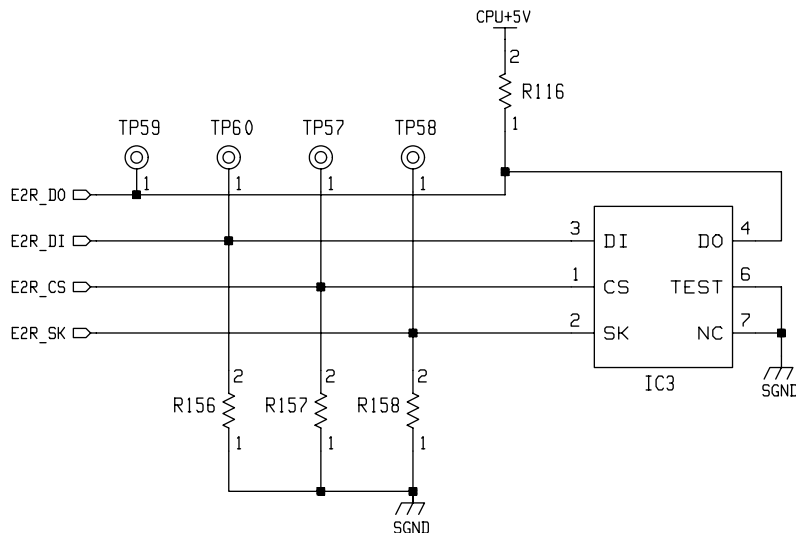 CPU+5V
2
R116
1
TP59 TP60 TP57 TP58
1 1 1 1
E2R_DO
E2R_DI 3 DI DO 4
E2R_CS 1 CS TEST 6
E2R_SK 2 SK NC 7
IC3
SGND
2 2 2
R156 R157 R158
1 1 1
SGND